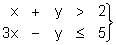 x + y > 2
3x − y ≤ 5}